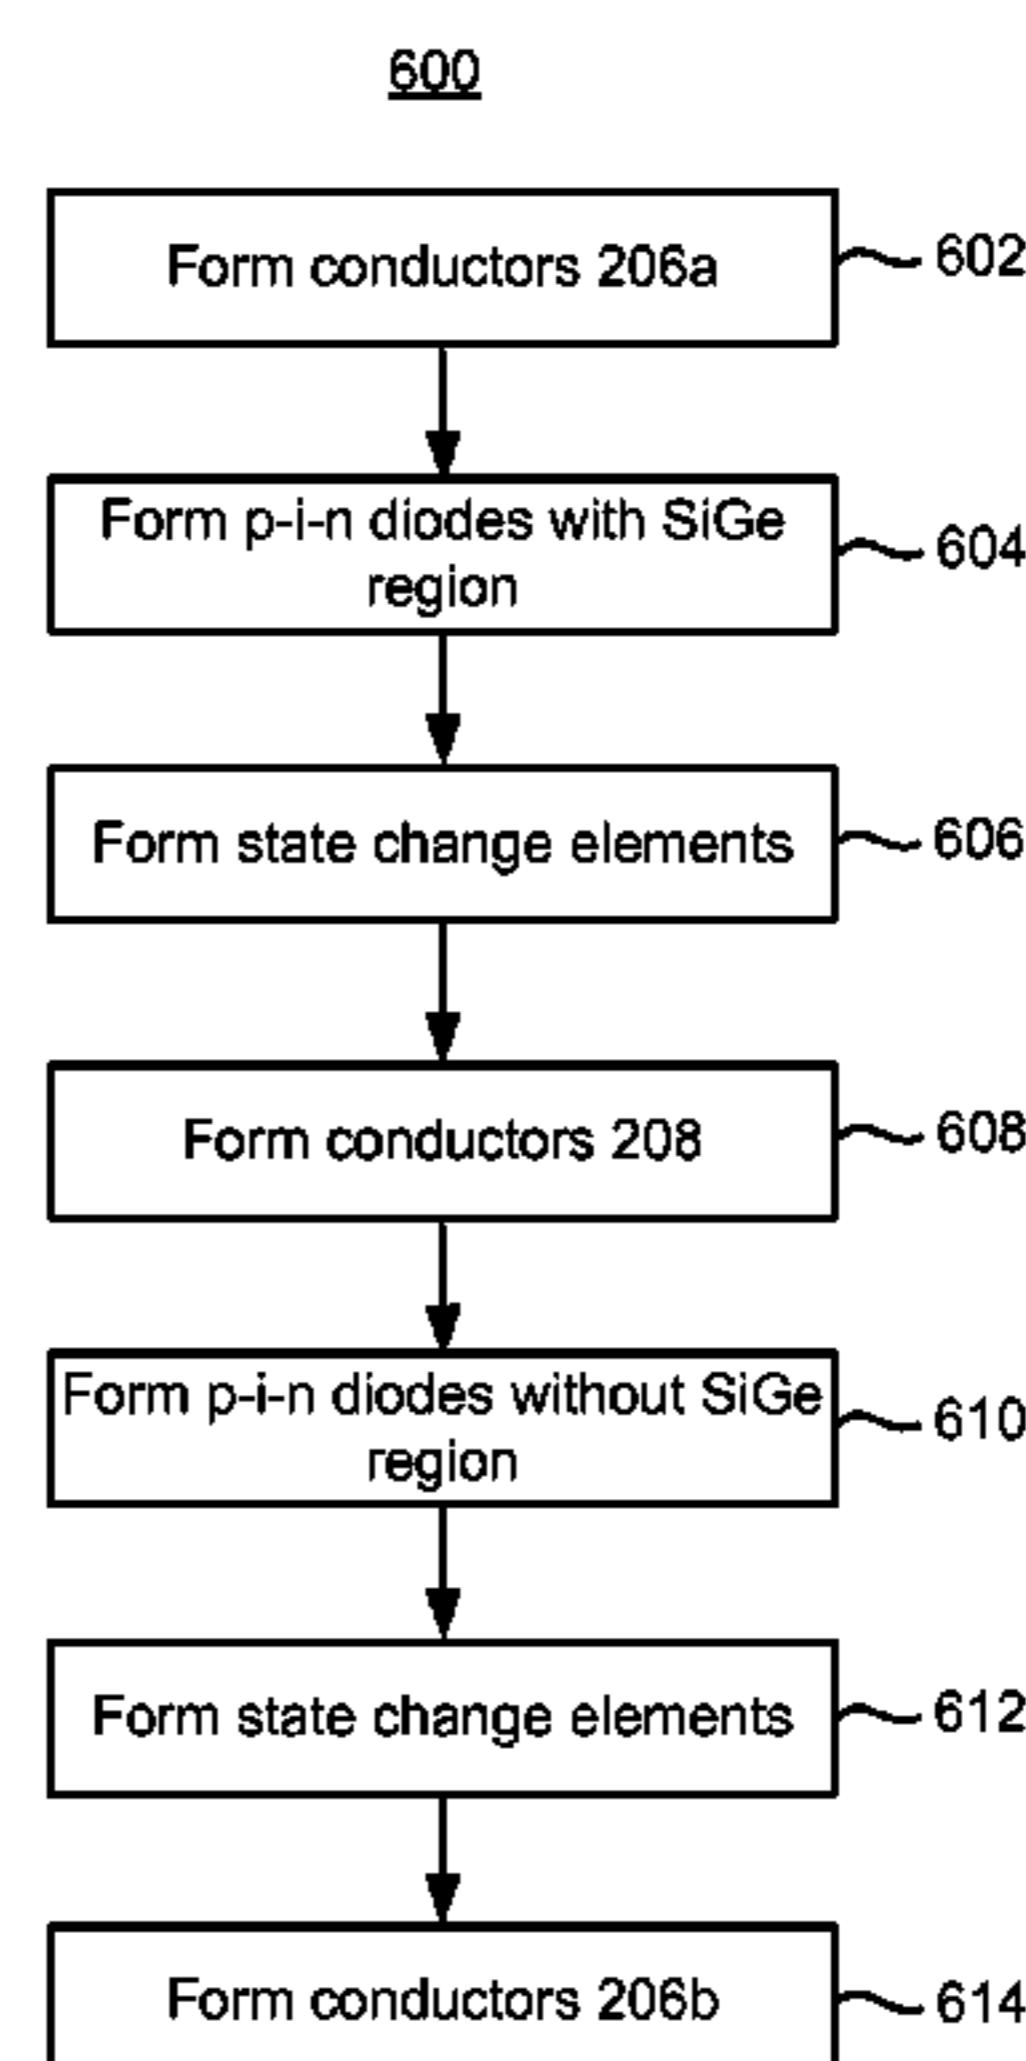 600
Form conductors 206a
602
Form p-i-n diodes with SiGe
region
604
Form state change elements
606
Form conductors 208
608
Form p-i-n diodes without SiGe
region
610
Form state change elements
612
Form conductors 206b
614